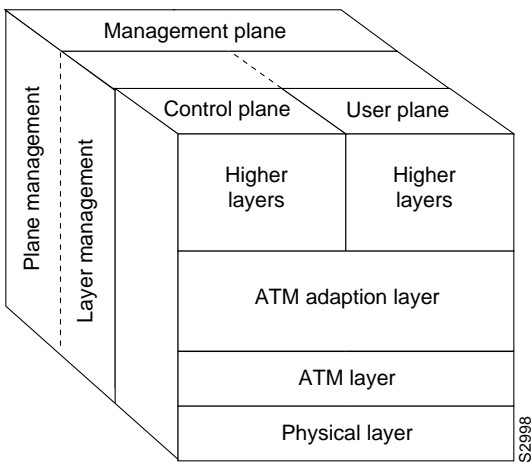 Management plane
Control plane
User plane
Plane management
Layer management
Higher
layers
Higher
layers
ATM adaption layer
ATM layer
Physical layer
S2998